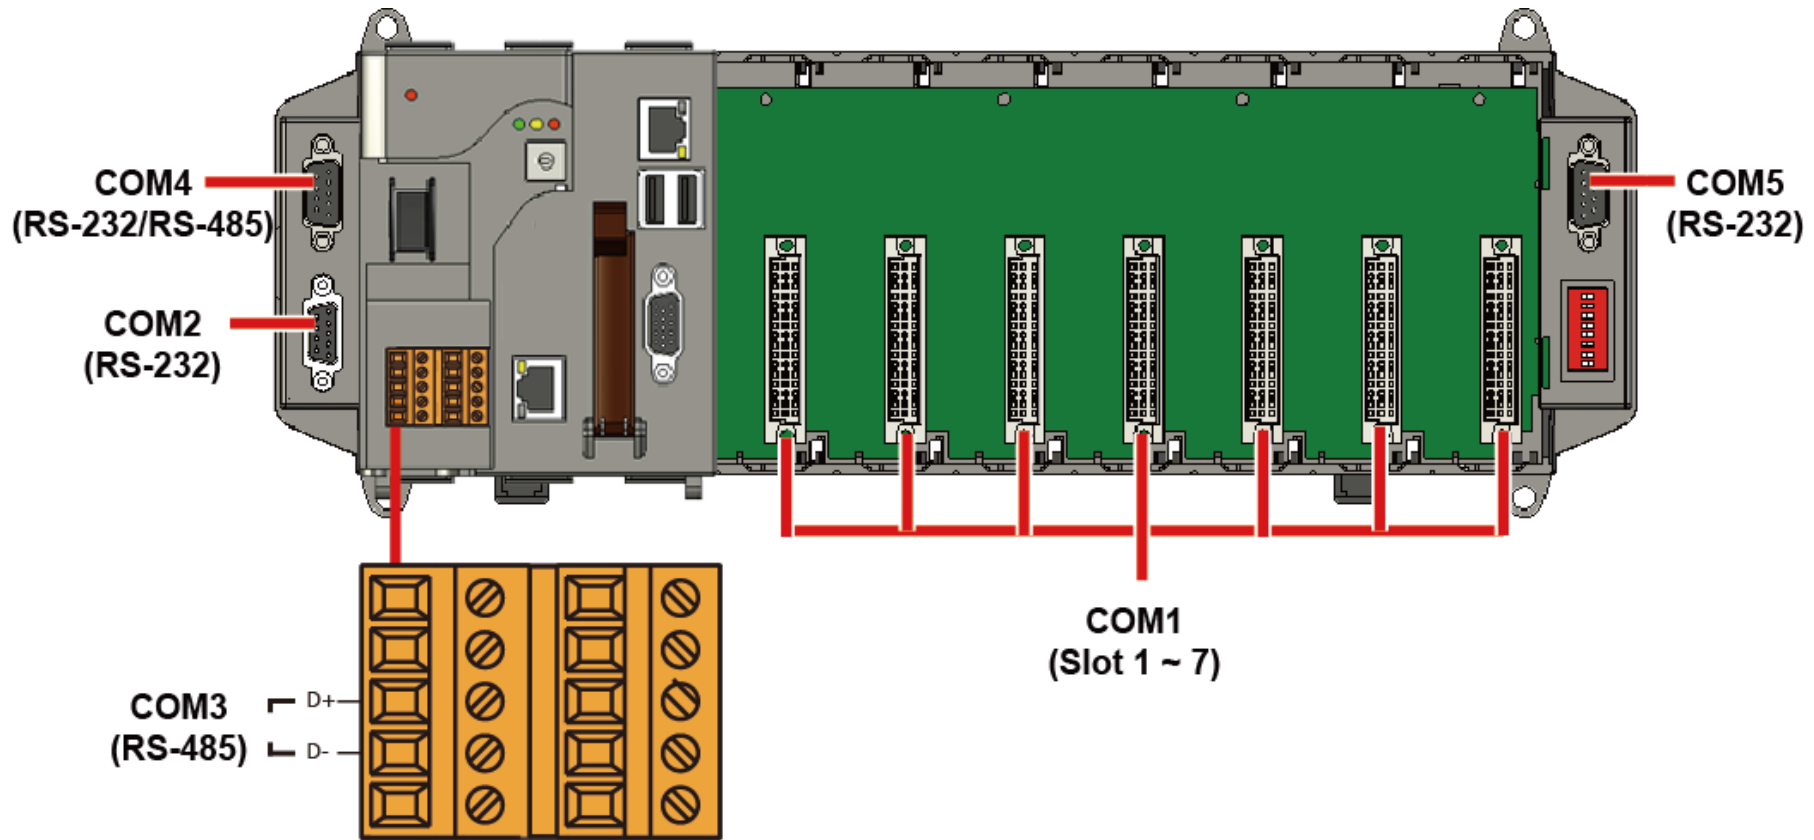 COM4
(RS-232/RS-485)
COM2
(RS-232)
COM5
(RS-232)
COM1
(Slot 1 ~ 7)
COM3
(RS-485)
D+
D-